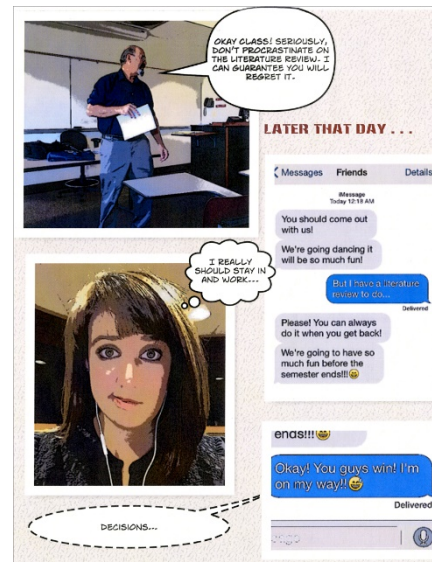 OKAY CLASS! SERIOUSLY,
DON'T PROCRASTINATE ON
THE LITERATURE REVIEW. I
CAN GUARANTEE YOU WILL
REGRET IT.
LATER THAT DAY . . .
Messages Friends Details
iMessage
Today 12:18 AM
You should come out
with us!
We're going dancing it
will be so much fun!
But I have a literature
review to do...
Delivered
Please! You can always
do it when you get back!
We're going to have so
much fun before the
semester ends!!!😅
I REALLY
SHOULD STAY IN
AND WORK...
ends!!!😅
Okay! You guys win! I'm
on my way!!😅
Delivered
DECISIONS...